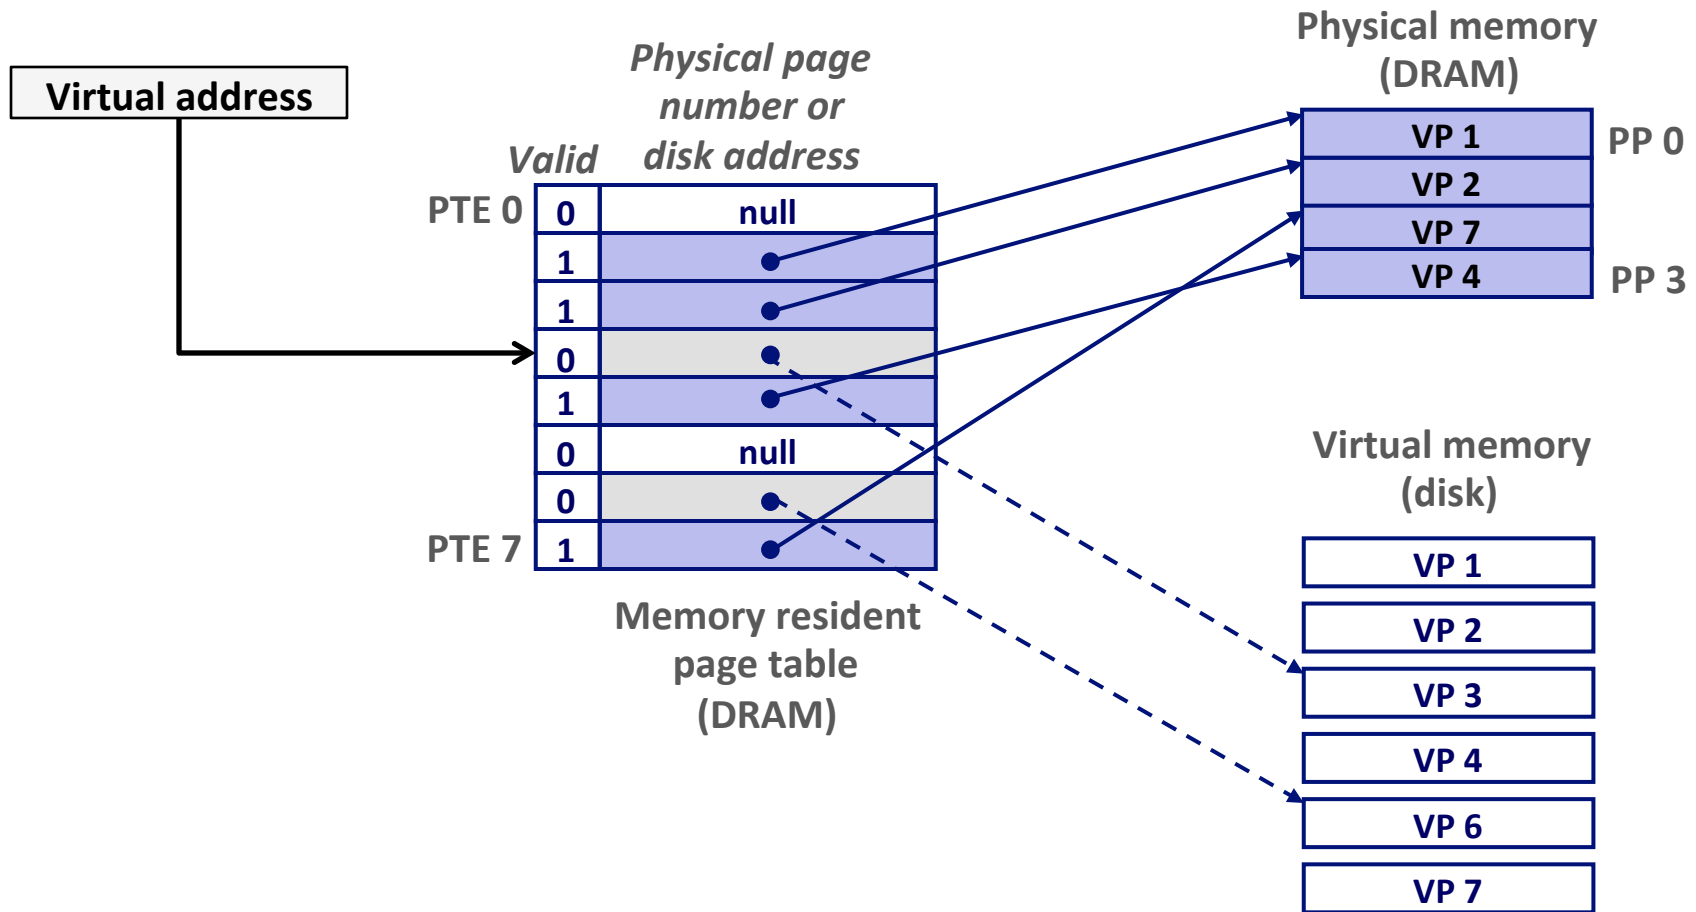 Virtual address
Physical page
number or
disk address
Valid
PTE 0
0
null
1
1
0
1
0
null
0
PTE 7
1
Memory resident
page table
(DRAM)
Physical memory
(DRAM)
VP 1
PP 0
VP 2
VP 7
VP 4
PP 3
Virtual memory
(disk)
VP 1
VP 2
VP 3
VP 4
VP 6
VP 7